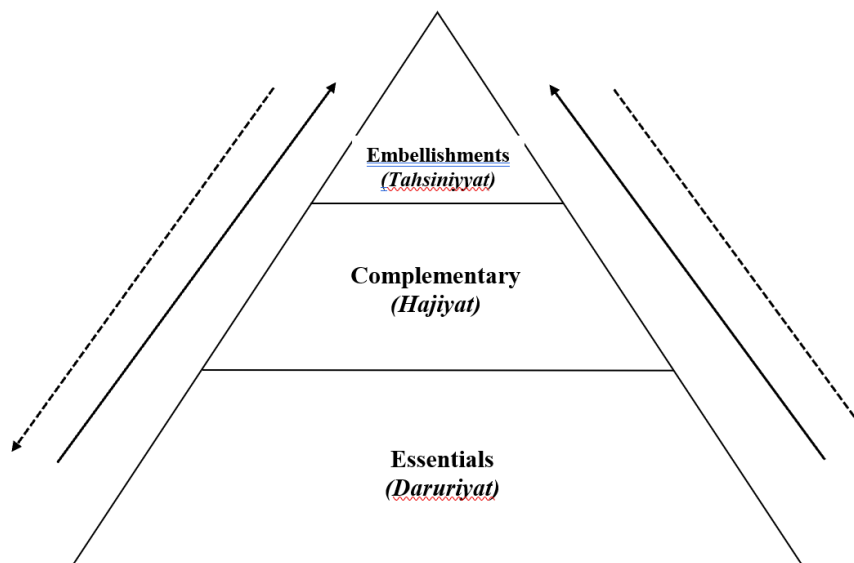 Embellishments
(Tahsiniyyat)
Complementary
(Hajiyat)
Essentials
(Daruriyat)